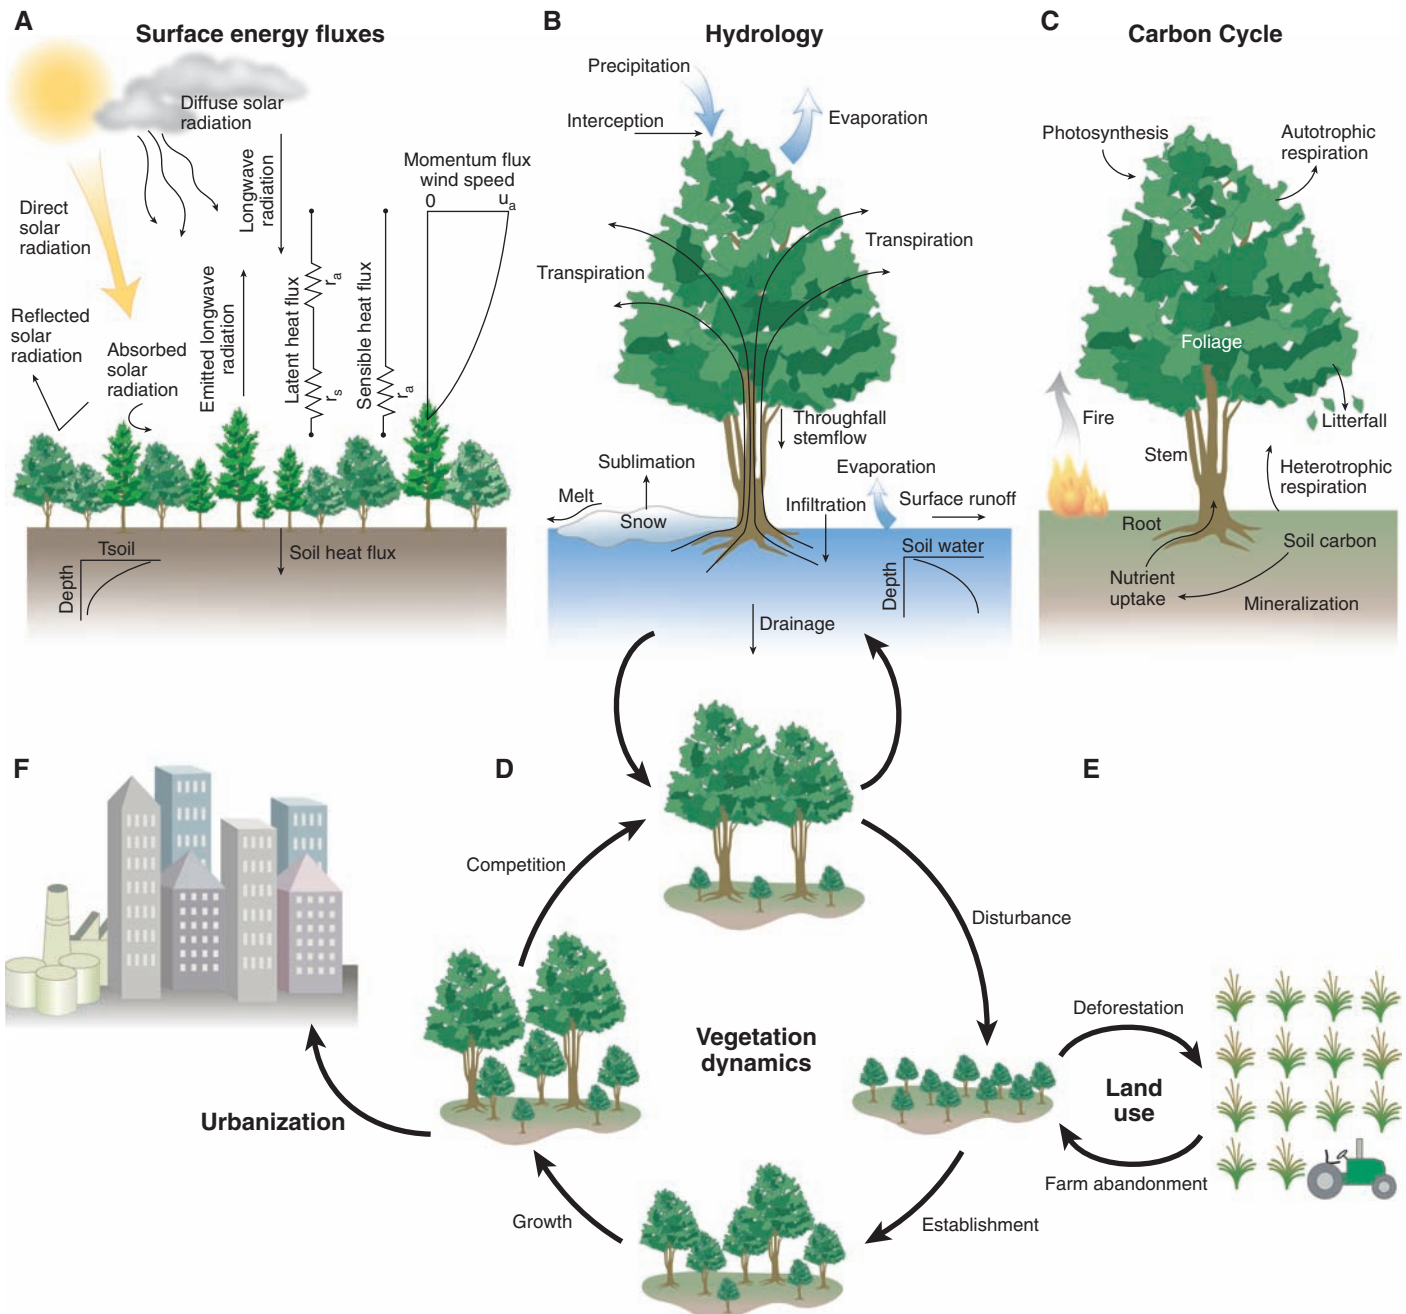 A
Surface energy fluxes
Diffuse solar
radiation
Direct
solar
radiation
Longwave
radiation
Momentum flux
wind speed
0
uₐ
Reflected
solar
radiation
Absorbed
solar
radiation
Emitted longwave
radiation
Latent heat flux
rₐ
rₛ
Sensible heat flux
rₐ
Tsoil
Depth
Soil heat flux
B
Hydrology
Precipitation
Interception
Evaporation
Transpiration
Transpiration
Throughfall
stemflow
Sublimation
Evaporation
Melt
Snow
Infiltration
Surface runoff
Soil water
Depth
Drainage
C
Carbon Cycle
Photosynthesis
Autotrophic
respiration
Foliage
Fire
Litterfall
Stem
Heterotrophic
respiration
Root
Soil carbon
Nutrient
uptake
Mineralization
F
D
E
Competition
Disturbance
Vegetation
dynamics
Deforestation
Land
use
Urbanization
Farm abandonment
Growth
Establishment